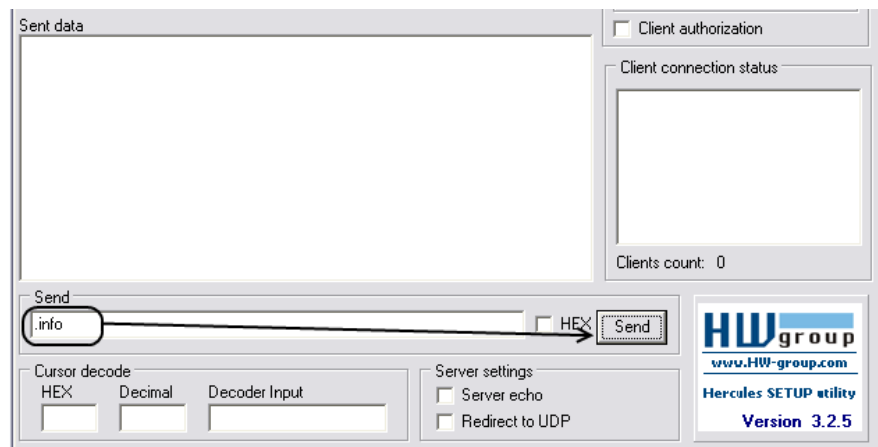 Sent data
Client authorization
Client connection status
Clients count: 0
Send
.info
HEX
Send
HWgroup
www.HW-group.com
Hercules SETUP utility
Version 3.2.5
Cursor decode
HEX Decimal Decoder Input
Server settings
Server echo
Redirect to UDP